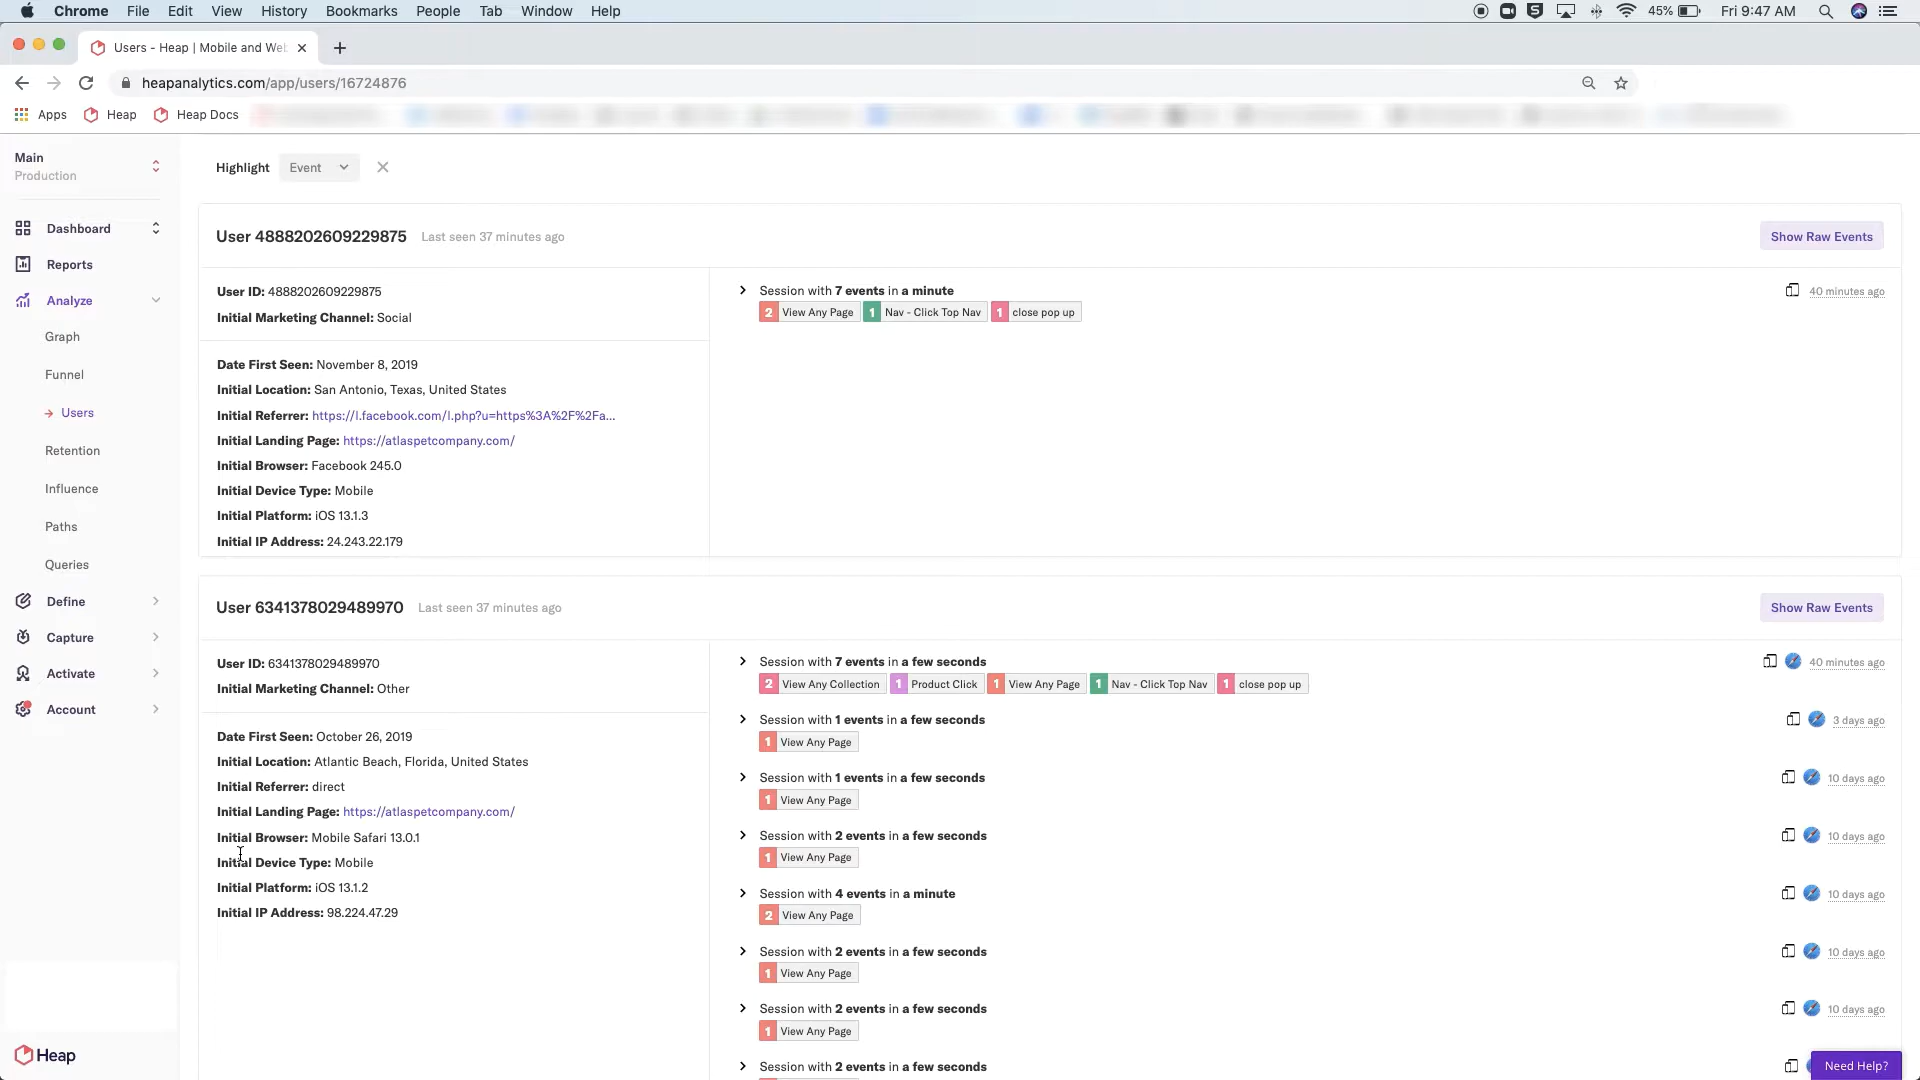 Chrome File Edit View History Bookmarks People Tab Window Help
45% Fri 9:47 AM
Users - Heap | Mobile and We
heapanalytics.com/app/users/16724876
Apps Heap Heap Docs
Main
Production
Dashboard
Reports
Analyze
Graph
Funnel
Users
Retention
Influence
Paths
Queries
Define
Capture
Activate
Account
Heap
Highlight Event
User 4888202609229875 Last seen 37 minutes ago
Show Raw Events
User ID: 4888202609229875
Initial Marketing Channel: Social
Date First Seen: November 8, 2019
Initial Location: San Antonio, Texas, United States
Initial Referrer: https://l.facebook.com/l.php?u=https%3A%2F%2Fa...
Initial Landing Page: https://atlaspetcompany.com/
Initial Browser: Facebook 245.0
Initial Device Type: Mobile
Initial Platform: iOS 13.1.3
Initial IP Address: 24.243.22.179
Session with 7 events in a minute 40 minutes ago
2 View Any Page 1 Nav - Click Top Nav 1 close pop up
User 6341378029489970 Last seen 37 minutes ago
Show Raw Events
User ID: 6341378029489970
Initial Marketing Channel: Other
Date First Seen: October 26, 2019
Initial Location: Atlantic Beach, Florida, United States
Initial Referrer: direct
Initial Landing Page: https://atlaspetcompany.com/
Initial Browser: Mobile Safari 13.0.1
Initial Device Type: Mobile
Initial Platform: iOS 13.1.2
Initial IP Address: 98.224.47.29
Session with 7 events in a few seconds 40 minutes ago
2 View Any Collection 1 Product Click 1 View Any Page 1 Nav - Click Top Nav 1 close pop up
Session with 1 events in a few seconds 3 days ago
1 View Any Page
Session with 1 events in a few seconds 10 days ago
1 View Any Page
Session with 2 events in a few seconds 10 days ago
1 View Any Page
Session with 4 events in a minute 10 days ago
2 View Any Page
Session with 2 events in a few seconds 10 days ago
1 View Any Page
Session with 2 events in a few seconds 10 days ago
1 View Any Page
Session with 2 events in a few seconds
Need Help?